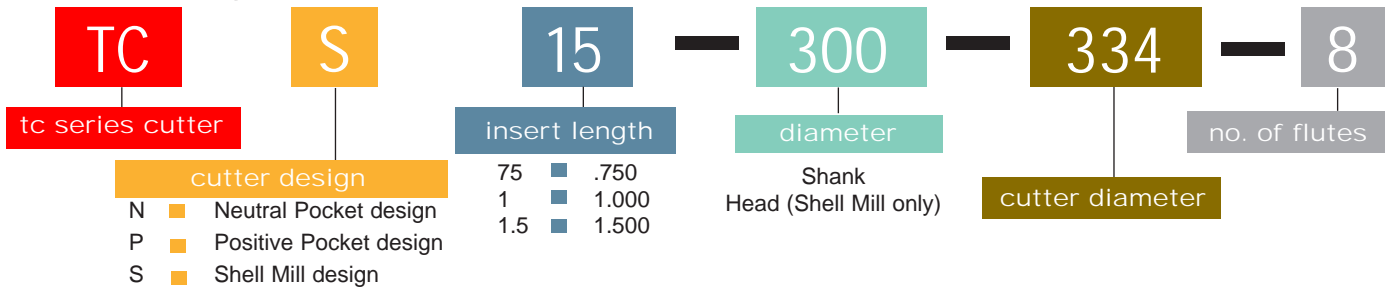 TC S 15 300 334 8
tc series cutter
cutter design
N Neutral Pocket design
P Positive Pocket design
S Shell Mill design
insert length
75 .750
1 1.000
1.5 1.500
diameter
Shank
Head (Shell Mill only)
cutter diameter
no. of flutes